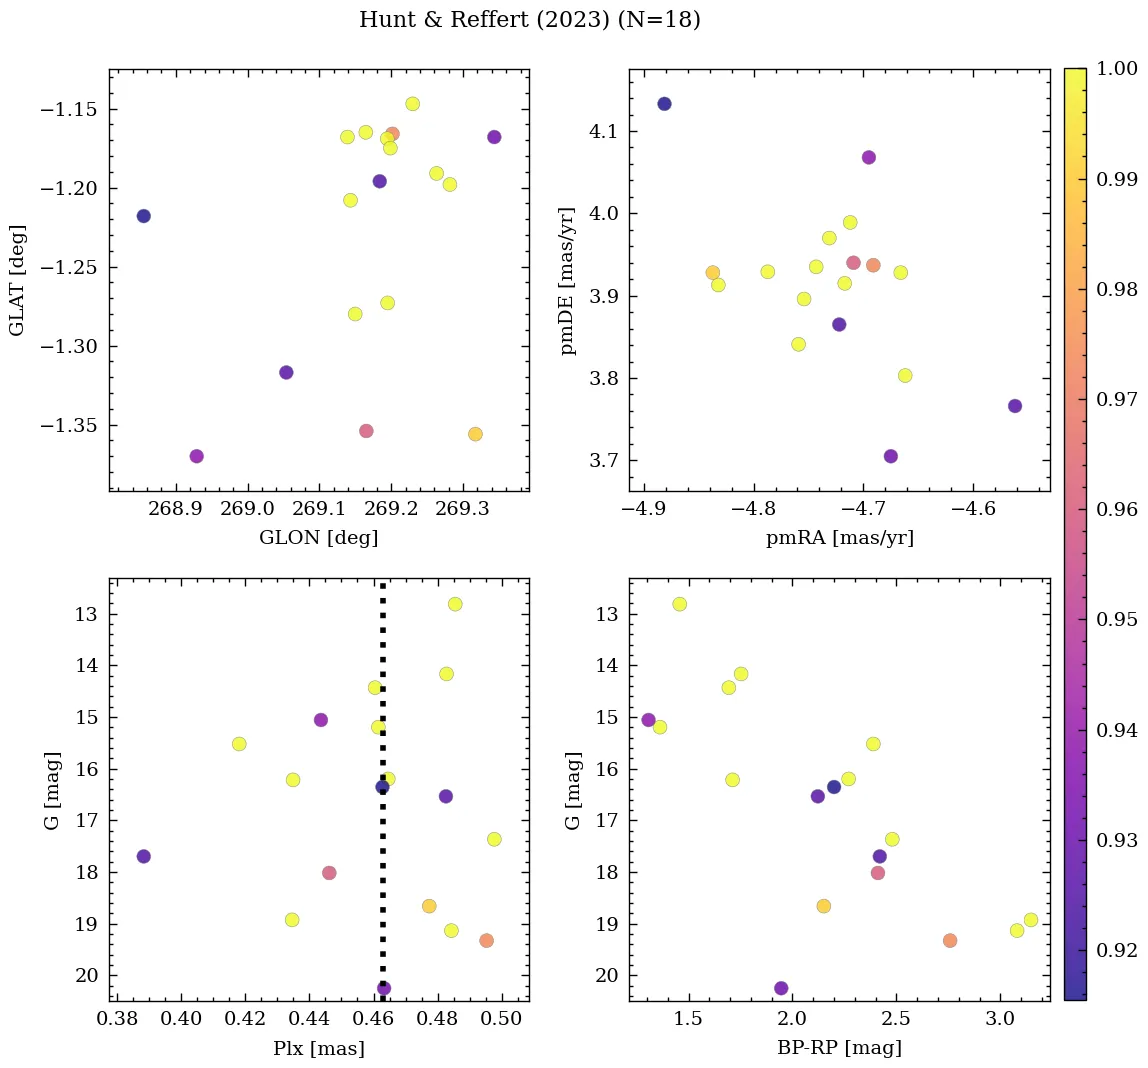 Hunt & Reffert (2023) (N=18)
−1.15
−1.20
−1.25
−1.30
−1.35
GLAT [deg]
268.9 269.0 269.1 269.2 269.3
GLON [deg]
4.1
4.0
3.9
3.8
3.7
pmDE [mas/yr]
−4.9 −4.8 −4.7 −4.6
pmRA [mas/yr]
13
14
15
16
17
18
19
20
G [mag]
0.38 0.40 0.42 0.44 0.46 0.48 0.50
Plx [mas]
13
14
15
16
17
18
19
20
G [mag]
1.5 2.0 2.5 3.0
BP-RP [mag]
1.00
0.99
0.98
0.97
0.96
0.95
0.94
0.93
0.92